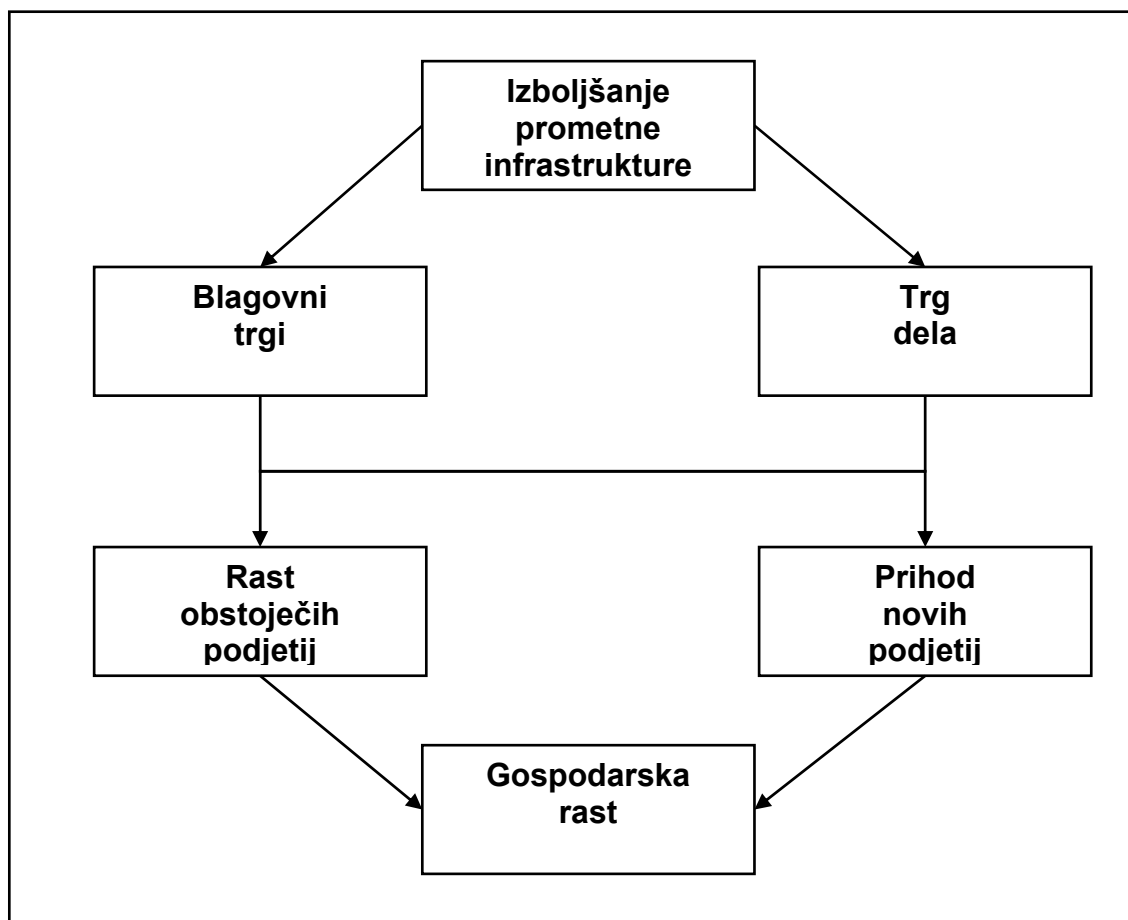 Izboljšanje
prometne
infrastrukture
Blagovni
trgi
Trg
dela
Rast
obstoječih
podjetij
Prihod
novih
podjetij
Gospodarska
rast